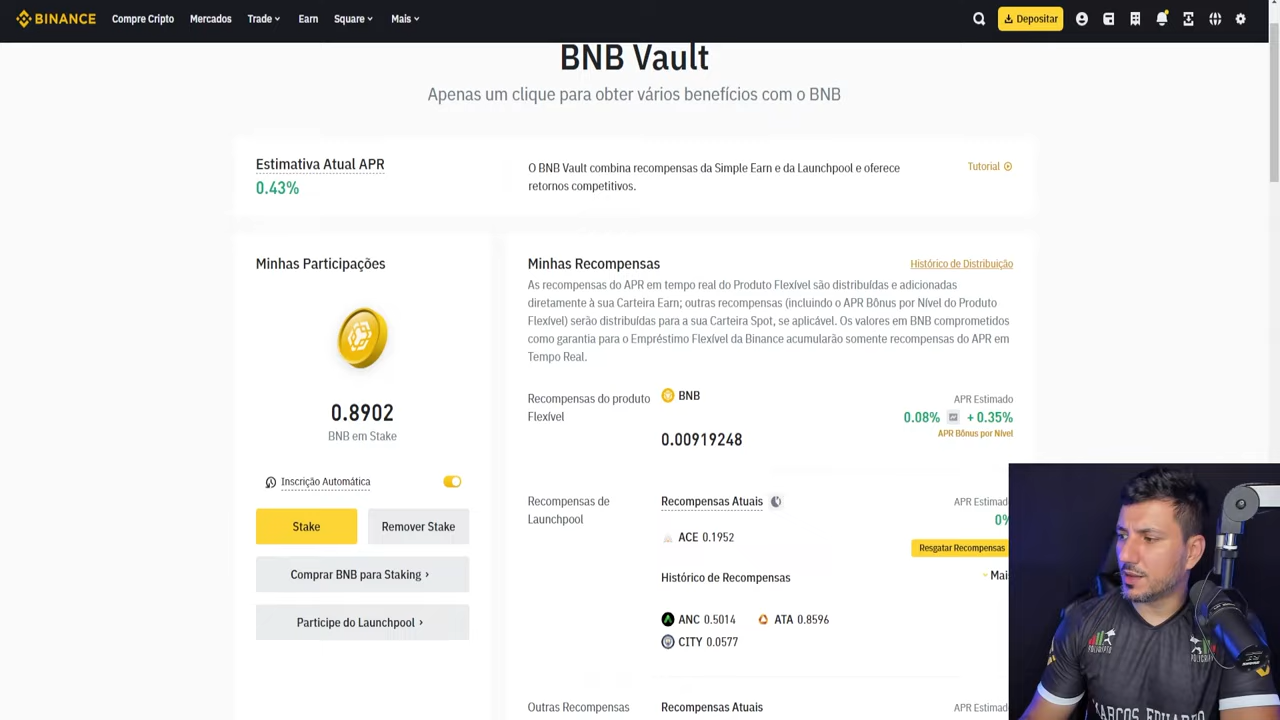 BINANCE Compre Cripto Mercados Trade Earn Square Mais Depositar
BNB Vault
Apenas um clique para obter vários benefícios com o BNB
Estimativa Atual APR
0.43%
O BNB Vault combina recompensas da Simple Earn e da Launchpool e oferece
retornos competitivos.
Tutorial
Minhas Participações
0.8902
BNB em Stake
Inscrição Automática
Stake Remover Stake
Comprar BNB para Staking ›
Participe do Launchpool ›
Minhas Recompensas
Histórico de Distribuição
As recompensas do APR em tempo real do Produto Flexível são distribuídas e adicionadas
diretamente à sua Carteira Earn; outras recompensas (incluindo o APR Bônus por Nível do Produto
Flexível) serão distribuídas para a sua Carteira Spot, se aplicável. Os valores em BNB comprometidos
como garantia para o Empréstimo Flexível da Binance acumularão somente recompensas do APR em
Tempo Real.
Recompensas do produto
Flexível
BNB
0.00919248
APR Estimado
0.08% + 0.35%
APR Bônus por Nível
Recompensas de
Launchpool
Recompensas Atuais
ACE 0.1952
APR Estimad
0%
Resgatar Recompensas
Histórico de Recompensas
Mais
ANC 0.5014 ATA 0.8596
CITY 0.0577
Outras Recompensas
Recompensas Atuais
APR Estimad
MARCOS EDUARDO